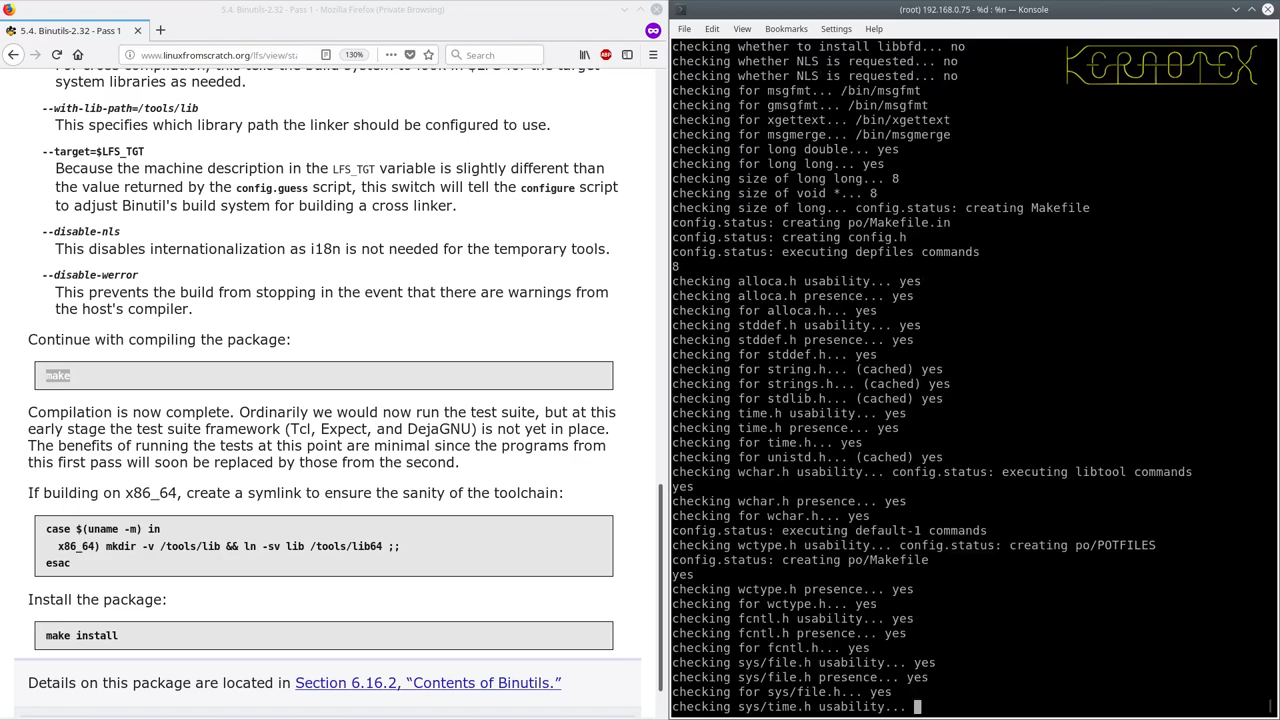 5.4. Binutils-2.32 - Pass 1 - Mozilla Firefox (Private Browsing)
5.4. Binutils-2.32 - Pass 1
www.linuxfromscratch.org/lfs/view/sta
130%
Search
system libraries as needed.
--with-lib-path=/tools/lib
This specifies which library path the linker should be configured to use.
--target=$LFS_TGT
Because the machine description in the LFS_TGT variable is slightly different than
the value returned by the config.guess script, this switch will tell the configure script
to adjust Binutil's build system for building a cross linker.
--disable-nls
This disables internationalization as i18n is not needed for the temporary tools.
--disable-werror
This prevents the build from stopping in the event that there are warnings from
the host's compiler.
Continue with compiling the package:
make
Compilation is now complete. Ordinarily we would now run the test suite, but at this
early stage the test suite framework (Tcl, Expect, and DejaGNU) is not yet in place.
The benefits of running the tests at this point are minimal since the programs from
this first pass will soon be replaced by those from the second.
If building on x86_64, create a symlink to ensure the sanity of the toolchain:
case $(uname -m) in
x86_64) mkdir -v /tools/lib && ln -sv lib /tools/lib64 ;;
esac
Install the package:
make install
Details on this package are located in Section 6.16.2, “Contents of Binutils.”
(root) 192.168.0.75 - %d : %n — Konsole
File Edit View Bookmarks Settings Help
KERAOTEX
checking whether to install libbfd... no
checking whether NLS is requested... no
checking whether NLS is requested... no
checking for msgfmt... /bin/msgfmt
checking for gmsgfmt... /bin/msgfmt
checking for xgettext... /bin/xgettext
checking for msgmerge... /bin/msgmerge
checking for long double... yes
checking for long long... yes
checking size of long long... 8
checking size of void *... 8
checking size of long... config.status: creating Makefile
config.status: creating po/Makefile.in
config.status: creating config.h
config.status: executing depfiles commands
8
checking alloca.h usability... yes
checking alloca.h presence... yes
checking for alloca.h... yes
checking stddef.h usability... yes
checking stddef.h presence... yes
checking for stddef.h... yes
checking for string.h... (cached) yes
checking for strings.h... (cached) yes
checking for stdlib.h... (cached) yes
checking time.h usability... yes
checking time.h presence... yes
checking for time.h... yes
checking for unistd.h... (cached) yes
checking wchar.h usability... config.status: executing libtool commands
yes
checking wchar.h presence... yes
checking for wchar.h... yes
config.status: executing default-1 commands
checking wctype.h usability... config.status: creating po/POTFILES
config.status: creating po/Makefile
yes
checking wctype.h presence... yes
checking for wctype.h... yes
checking fcntl.h usability... yes
checking fcntl.h presence... yes
checking for fcntl.h... yes
checking sys/file.h usability... yes
checking sys/file.h presence... yes
checking for sys/file.h... yes
checking sys/time.h usability...